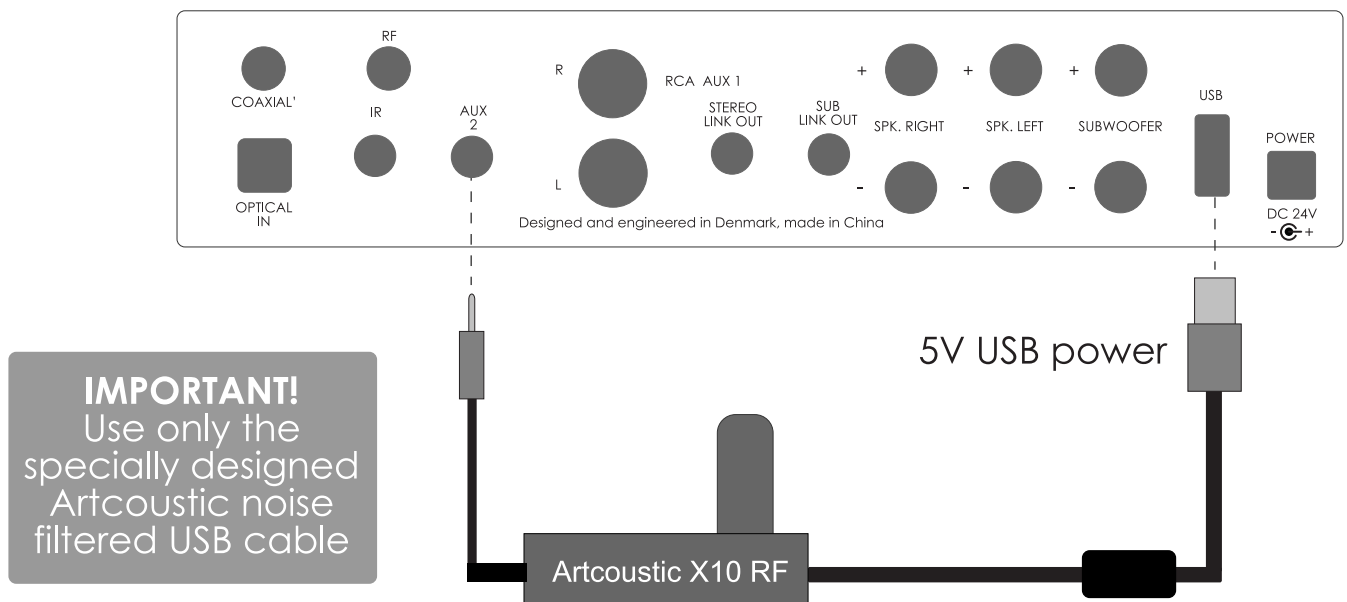 RF
COAXIAL'
IR
AUX
2
OPTICAL
IN
R
RCA AUX 1
L
STEREO
LINK OUT
SUB
LINK OUT
+
+
+
SPK. RIGHT
SPK. LEFT
SUBWOOFER
-
-
-
USB
POWER
DC 24V
- +
Designed and engineered in Denmark, made in China
5V USB power
IMPORTANT!
Use only the
specially designed
Artcoustic noise
filtered USB cable
Artcoustic X10 RF